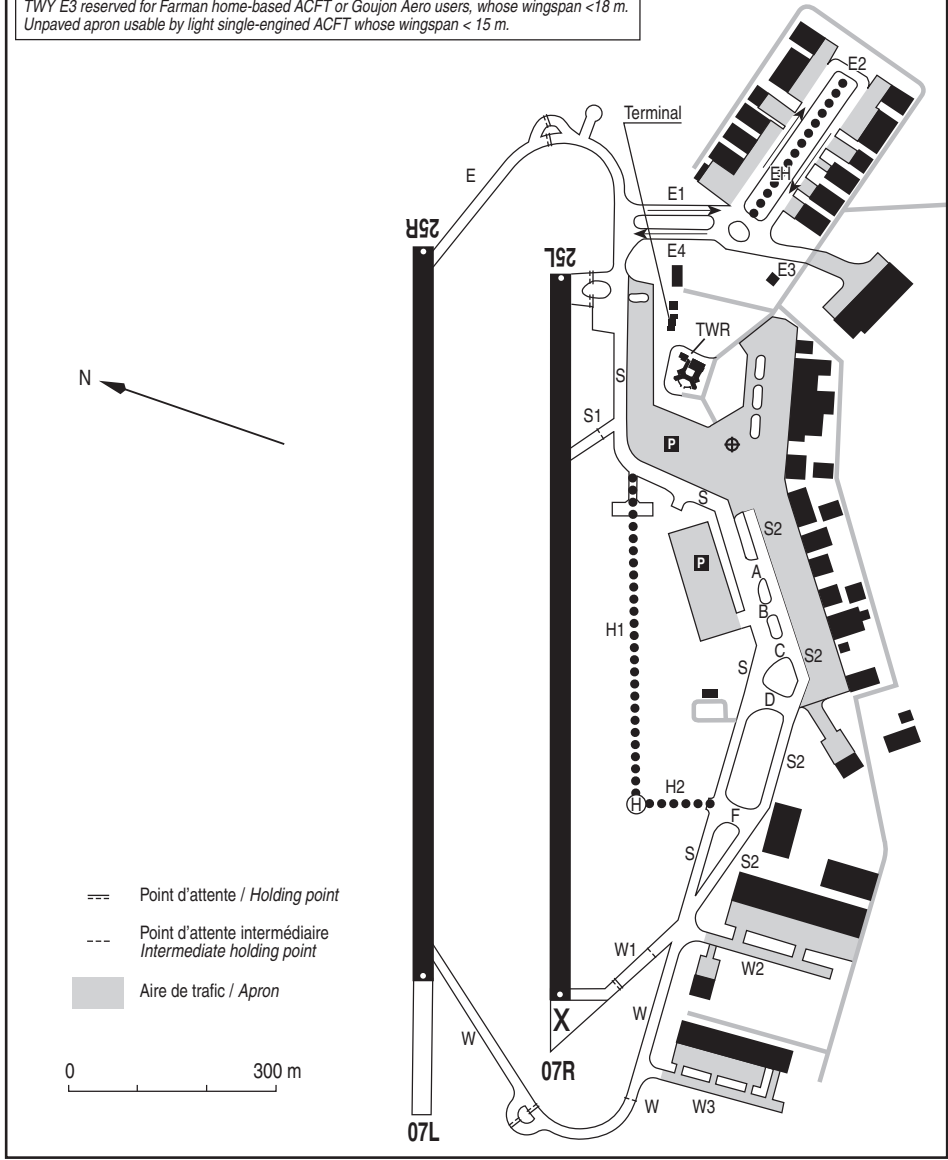 TWY E3 reserved for Farman home-based ACFT or Goujon Aero users, whose wingspan <18 m.
Unpaved apron usable by light single-engined ACFT whose wingspan < 15 m.
E2
Terminal
EH
E
E1
25R
25L
E4
E3
TWR
N
S
S1
P
S
S2
P
A
B
H1
C
S
S2
D
S2
H2
H
F
S
S2
Point d'attente / Holding point
Point d'attente intermédiaire
Intermediate holding point
W1
W2
Aire de trafic / Apron
X
W
W
0
300 m
07R
W
W3
07L